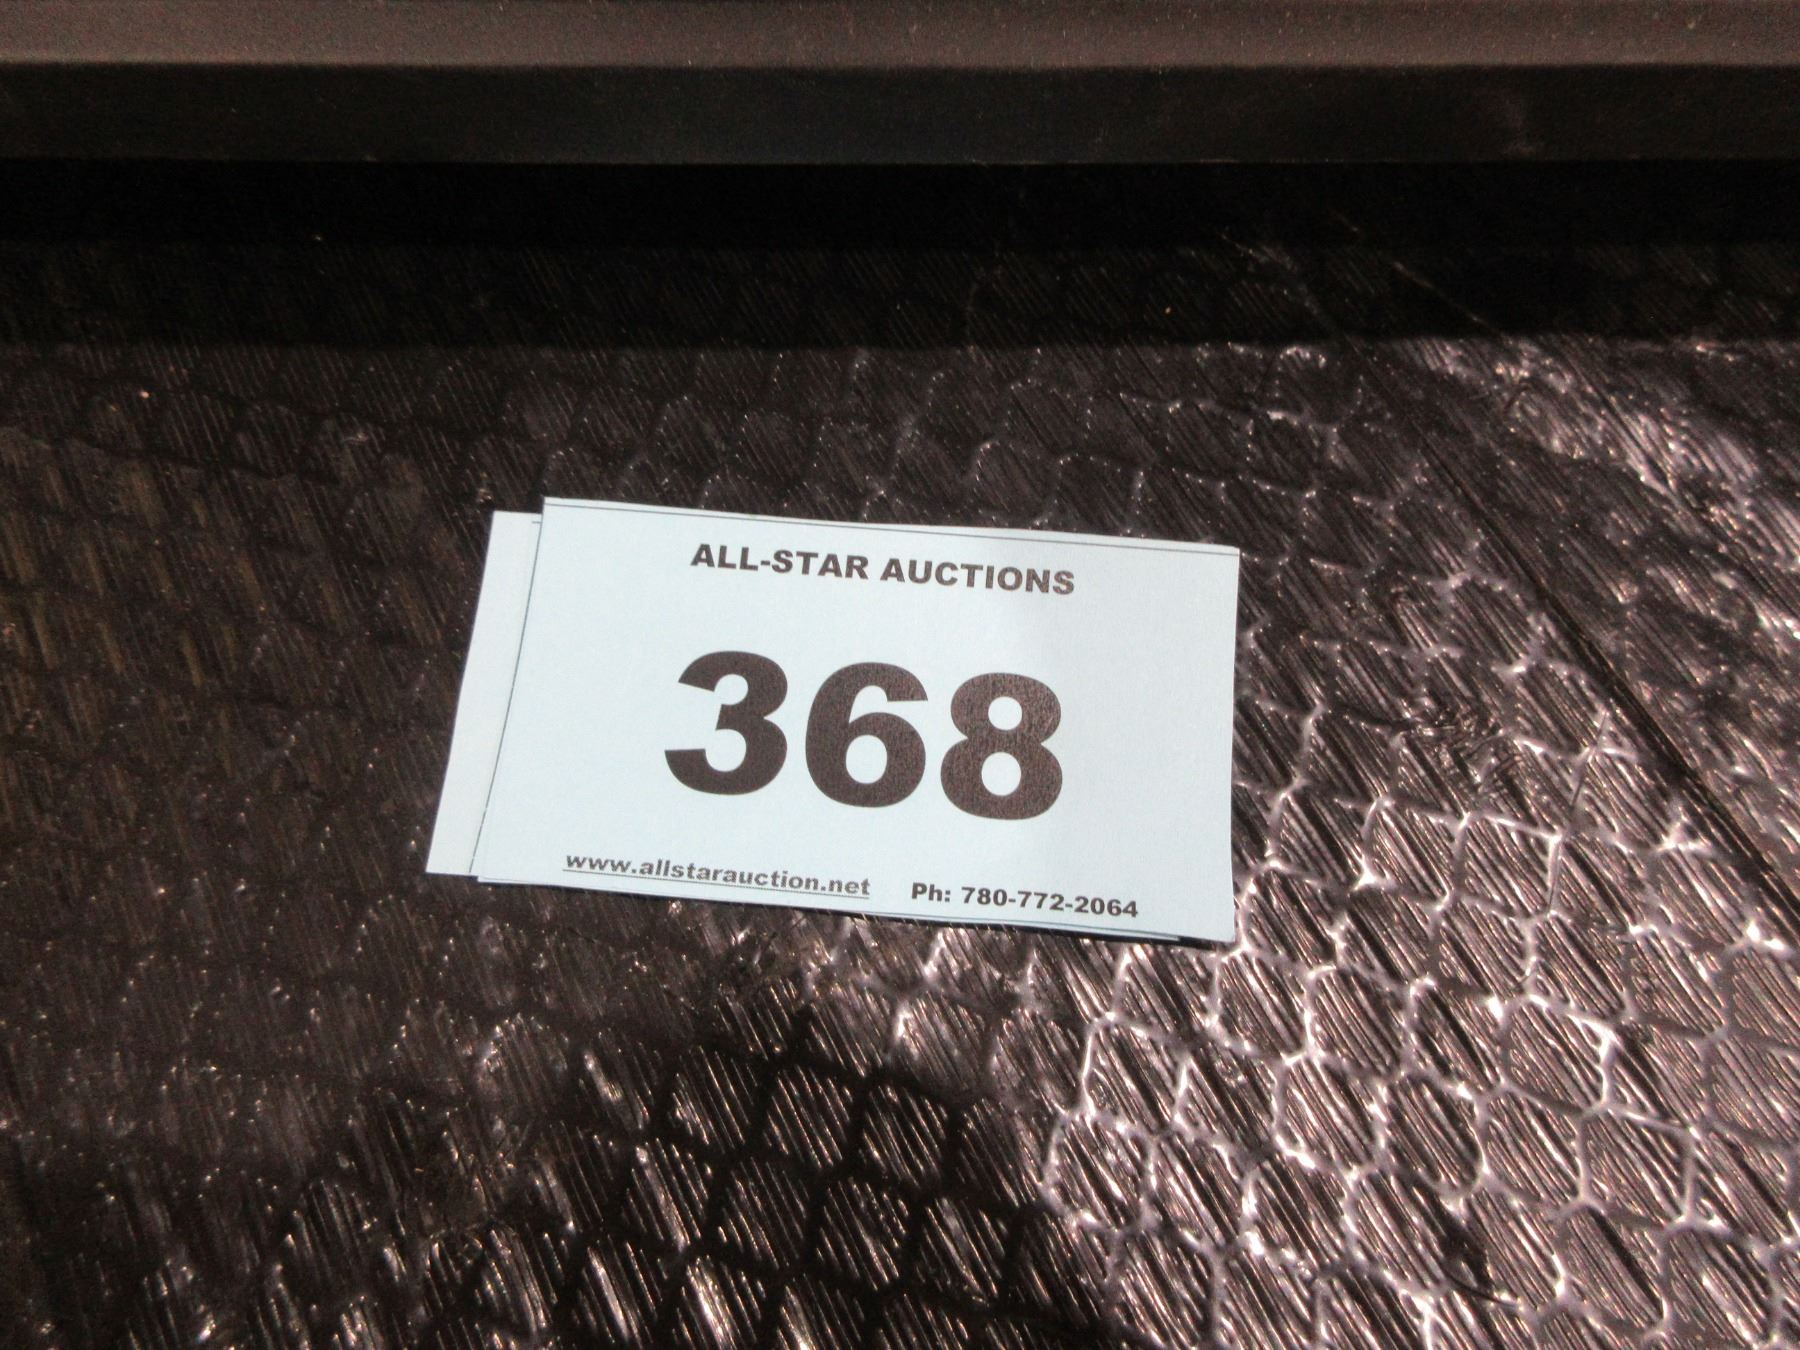 ALL-STAR AUCTIONS
368
www.allstarauction.net Ph: 780-772-2064